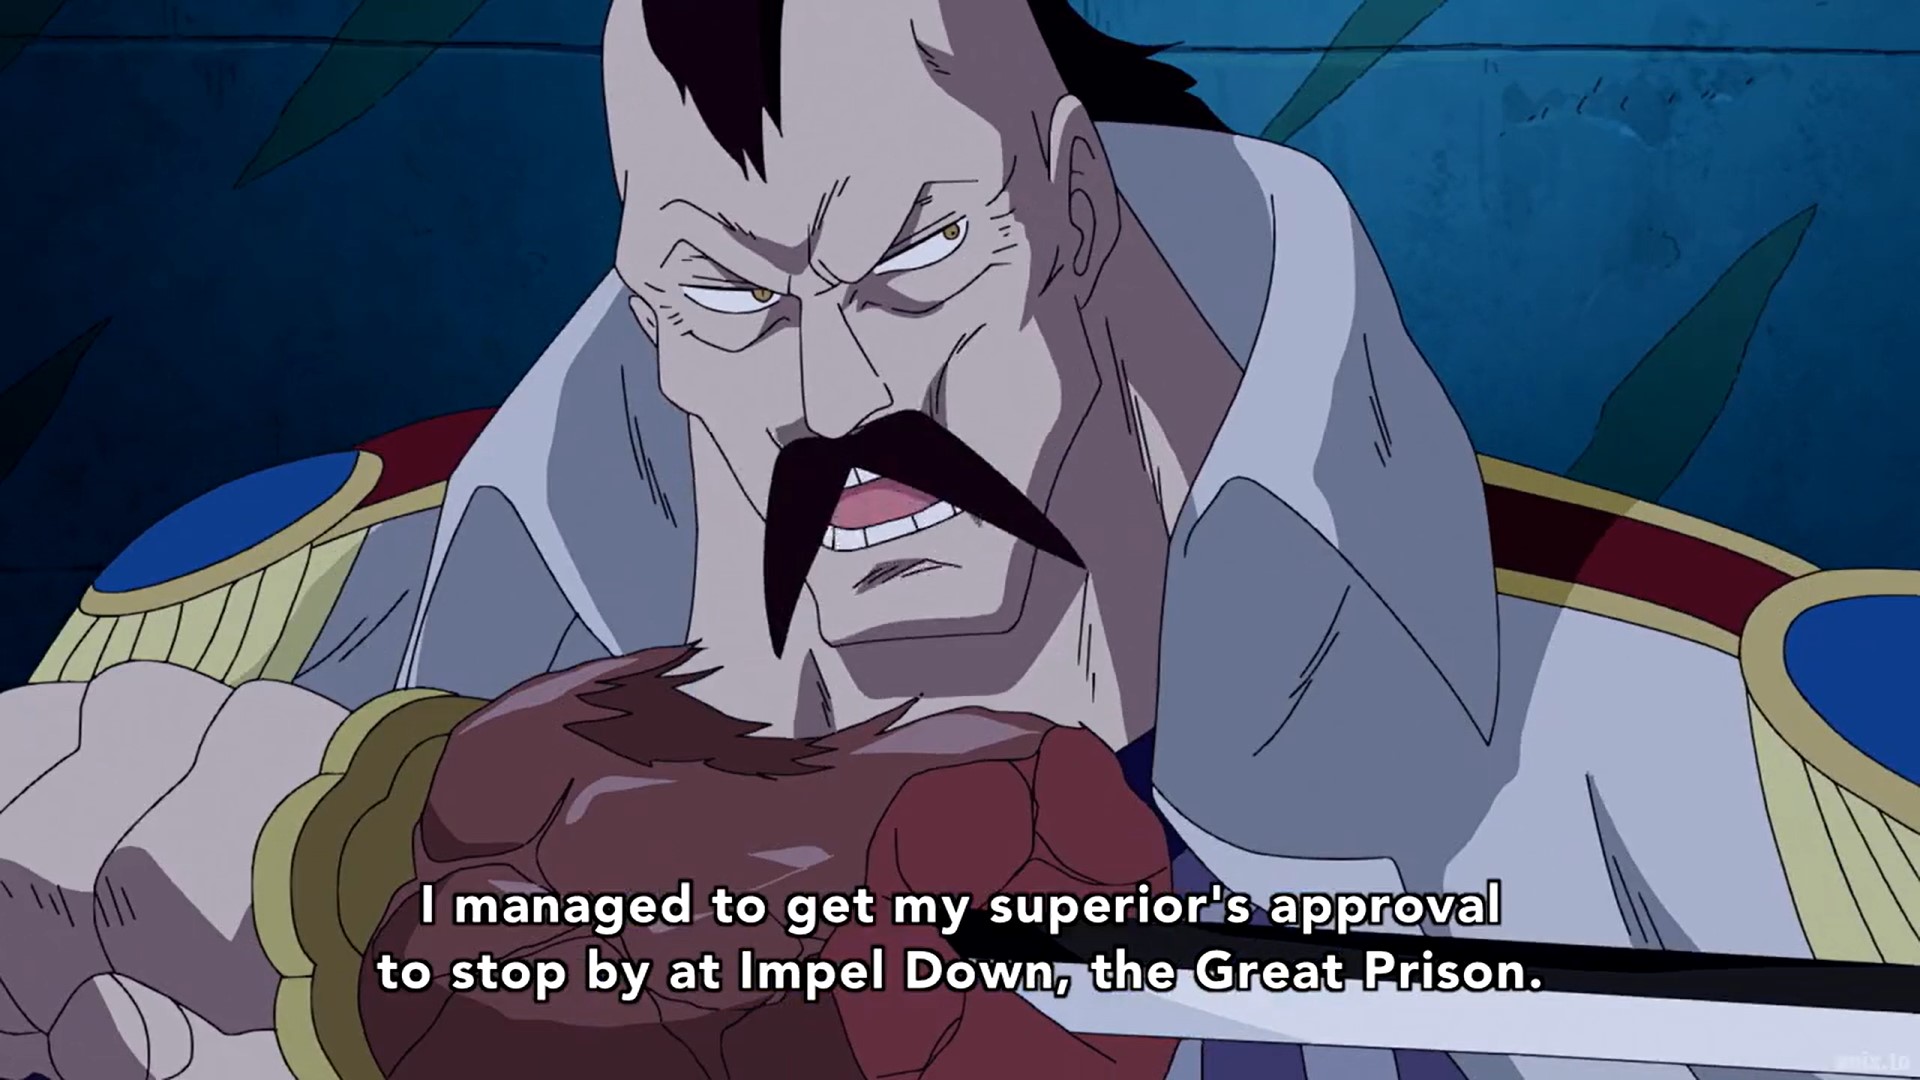 I managed to get my superior's approval
to stop by at Impel Down, the Great Prison.